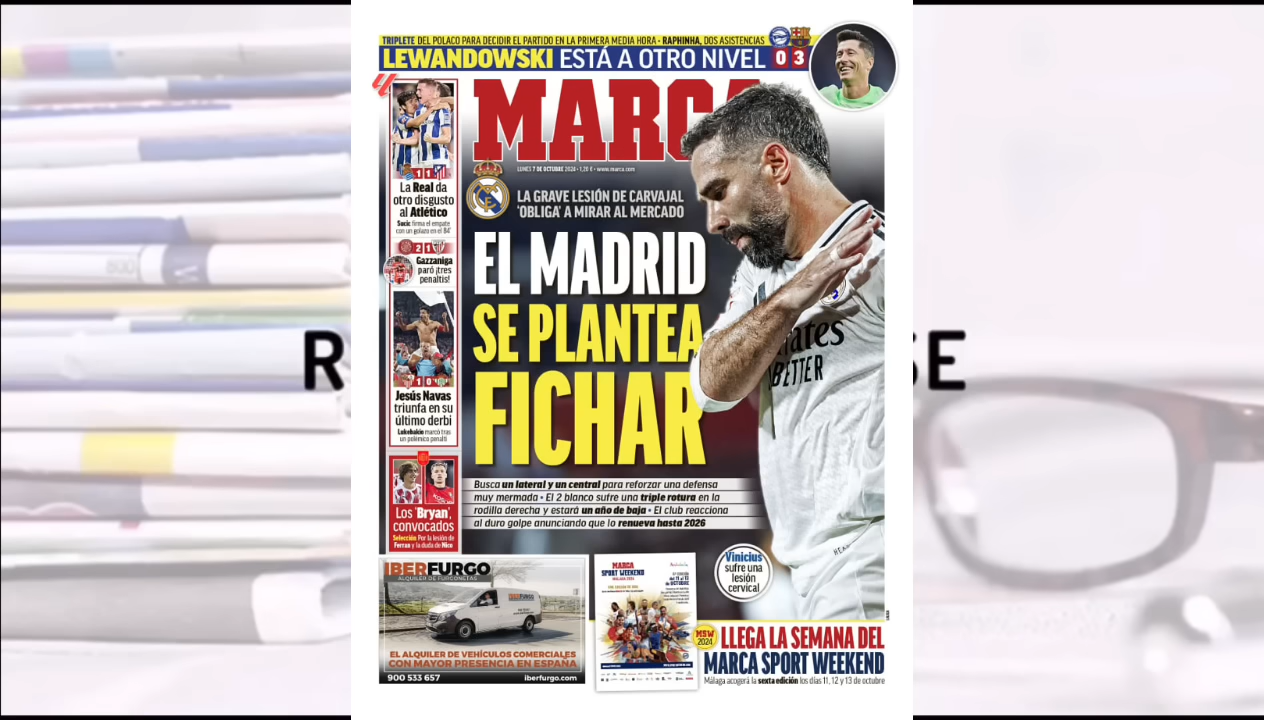 TRIPLETE DEL POLACO PARA DECIDIR EL PARTIDO EN LA PRIMERA MEDIA HORA • RAPHINHA, DOS ASISTENCIAS
LEWANDOWSKI ESTÁ A OTRO NIVEL
0 3
MARCA
LUNES 7 DE OCTUBRE 2024 • 1,20 € • www.marca.com
1 1
La Real da
otro disgusto
al Atlético
Sucic firma el empate
con un golazo en el 84'
2 1
Gazzaniga
paró ¡tres
penaltis!
1 0
Jesús Navas
triunfa en su
último derbi
Lukebakio marcó tras
un polémico penalti
Los 'Bryan',
convocados
Selección Por la lesión de
Ferran y la duda de Nico
LA GRAVE LESIÓN DE CARVAJAL
'OBLIGA' A MIRAR AL MERCADO
EL MADRID
SE PLANTEA
FICHAR
Busca un lateral y un central para reforzar una defensa
muy mermada • El 2 blanco sufre una triple rotura en la
rodilla derecha y estará un año de baja • El club reacciona
al duro golpe anunciando que lo renueva hasta 2026
BETTER
R
SE
Vinicius
sufre una
lesión
cervical
IBERFURGO
ALQUILER DE FURGONETAS
IBERFURGO
EL ALQUILER DE VEHÍCULOS COMERCIALES
CON MAYOR PRESENCIA EN ESPAÑA
900 533 657
iberfurgo.com
MARCA
SPORT WEEKEND
MSW
2024
LLEGA LA SEMANA DEL
MARCA SPORT WEEKEND
Málaga acogerá la sexta edición los días 11, 12 y 13 de octubre